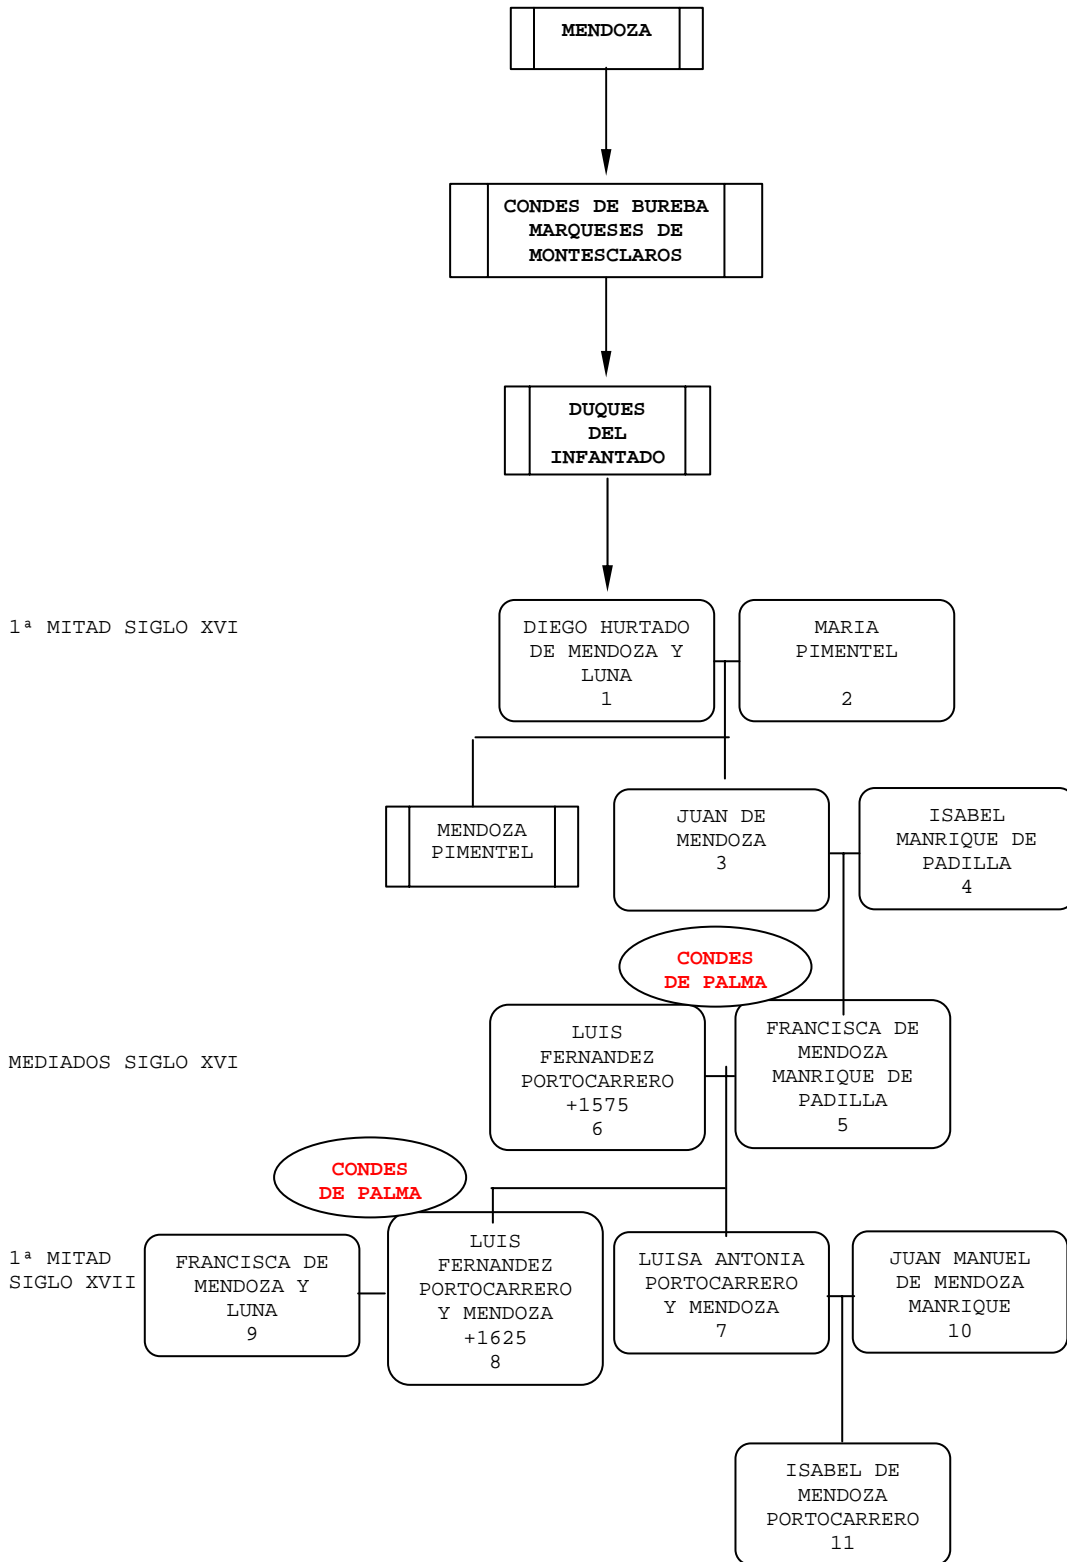 MENDOZA
CONDES DE BUREBA
MARQUESES DE
MONTESCLAROS
DUQUES
DEL
INFANTADO
1ª MITAD SIGLO XVI
DIEGO HURTADO
DE MENDOZA Y
LUNA
1
MARIA
PIMENTEL
2
MENDOZA
PIMENTEL
JUAN DE
MENDOZA
3
ISABEL
MANRIQUE DE
PADILLA
4
CONDES
DE PALMA
MEDIADOS SIGLO XVI
LUIS
FERNANDEZ
PORTOCARRERO
+1575
6
FRANCISCA DE
MENDOZA
MANRIQUE DE
PADILLA
5
CONDES
DE PALMA
1ª MITAD
SIGLO XVII
FRANCISCA DE
MENDOZA Y
LUNA
9
LUIS
FERNANDEZ
PORTOCARRERO
Y MENDOZA
+1625
8
LUISA ANTONIA
PORTOCARRERO
Y MENDOZA
7
JUAN MANUEL
DE MENDOZA
MANRIQUE
10
ISABEL DE
MENDOZA
PORTOCARRERO
11